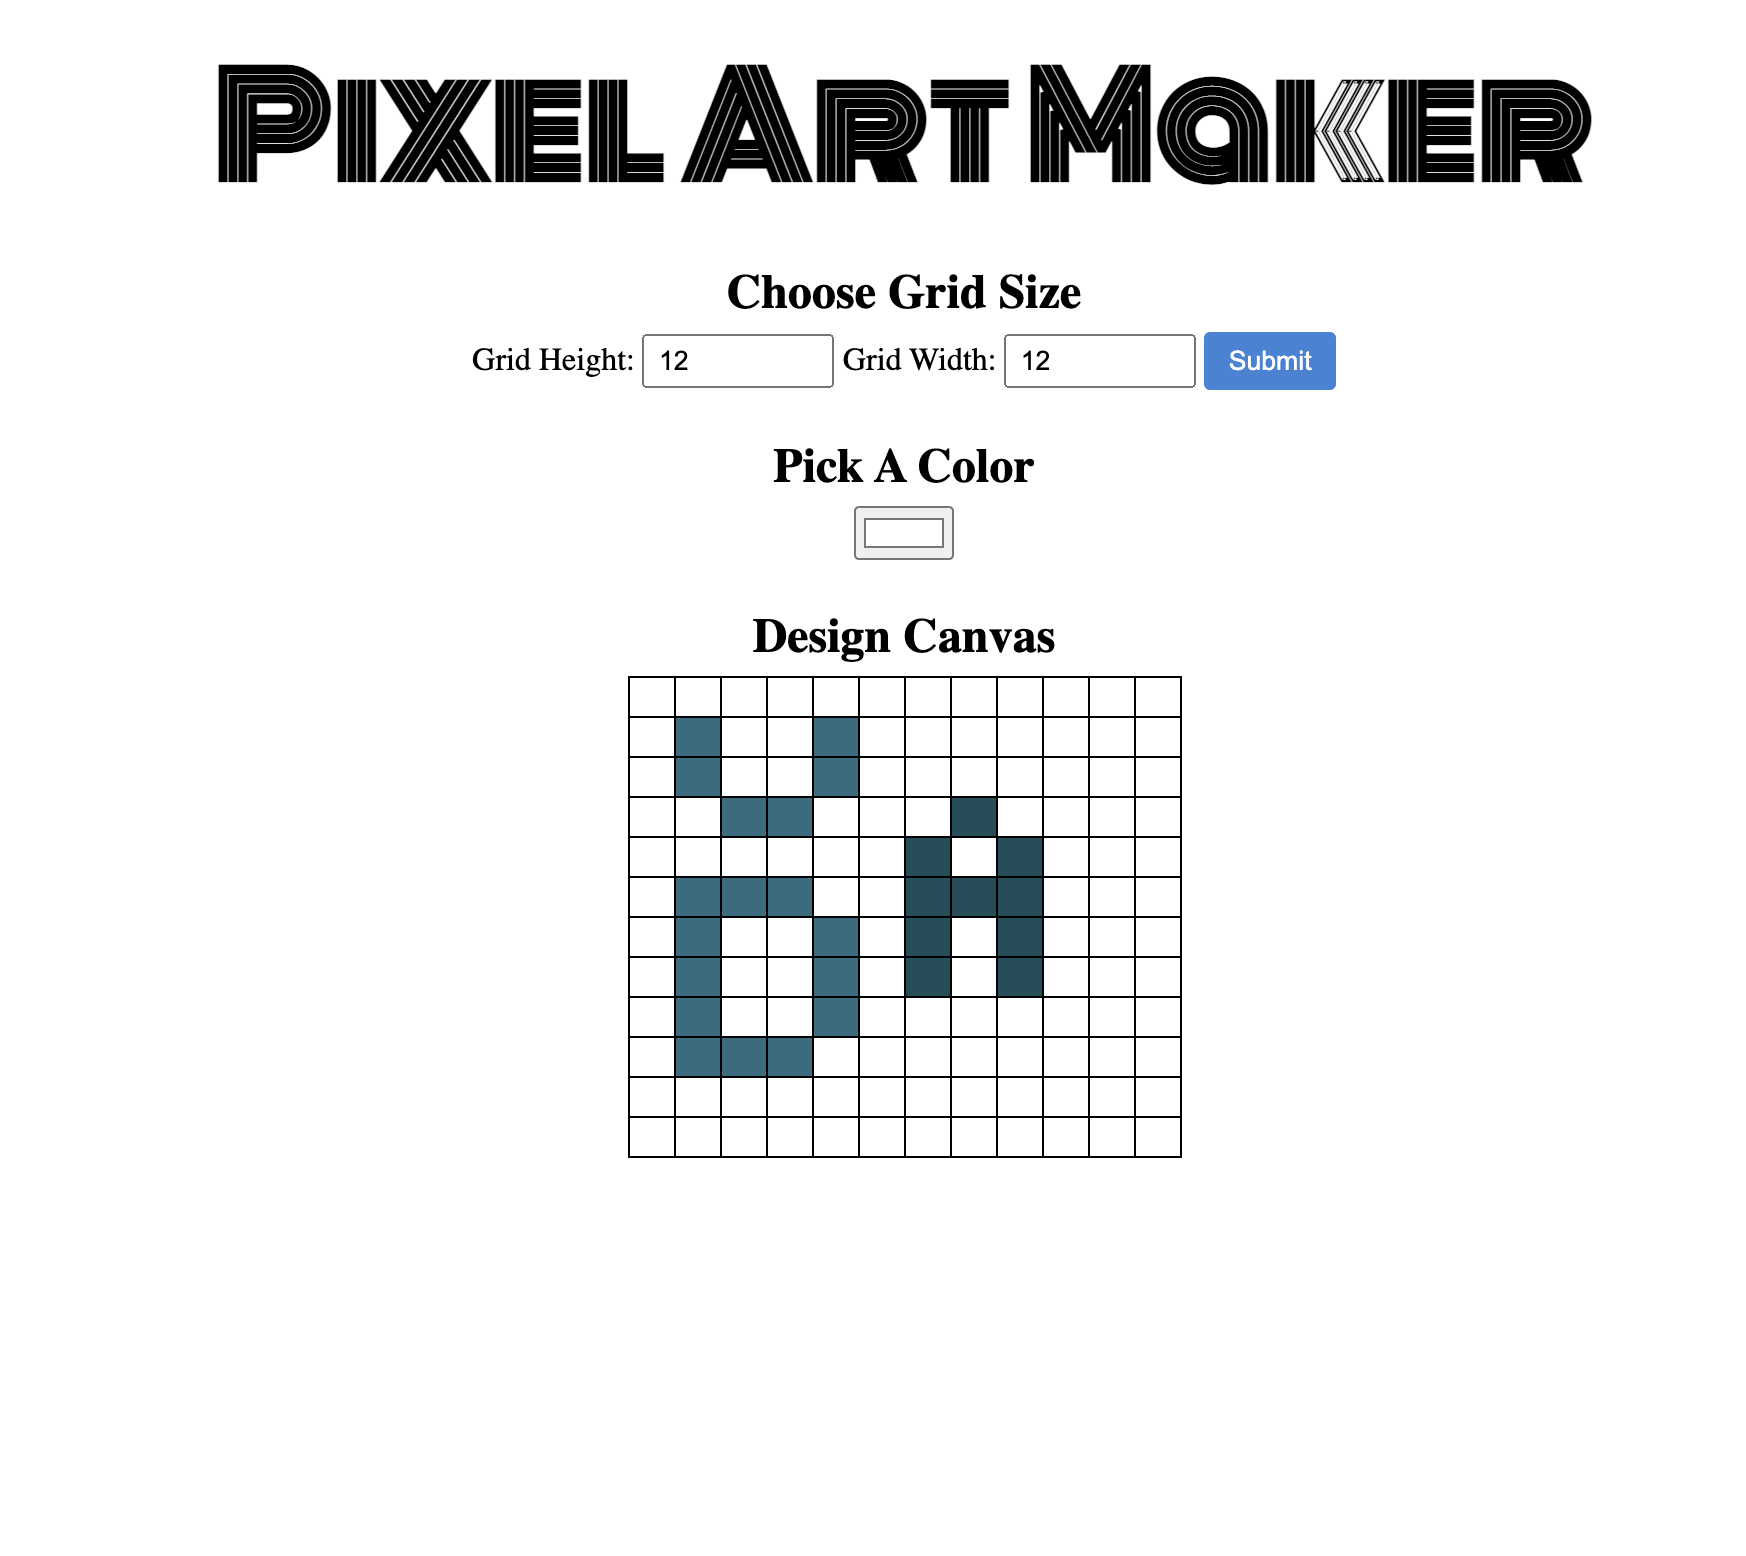 Pixel Art Maker
Choose Grid Size
Grid Height: 12 Grid Width: 12 Submit
Pick A Color
Design Canvas